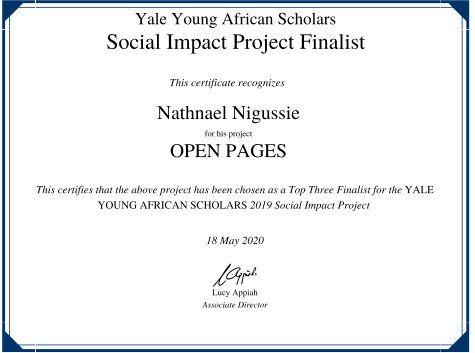 Yale Young African Scholars
Social Impact Project Finalist
This certificate recognizes
Nathnael Nigussie
for his project
OPEN PAGES
This certifies that the above project has been chosen as a Top Three Finalist for the YALE
YOUNG AFRICAN SCHOLARS 2019 Social Impact Project
18 May 2020
LAppiah
Lucy Appiah
Associate Director